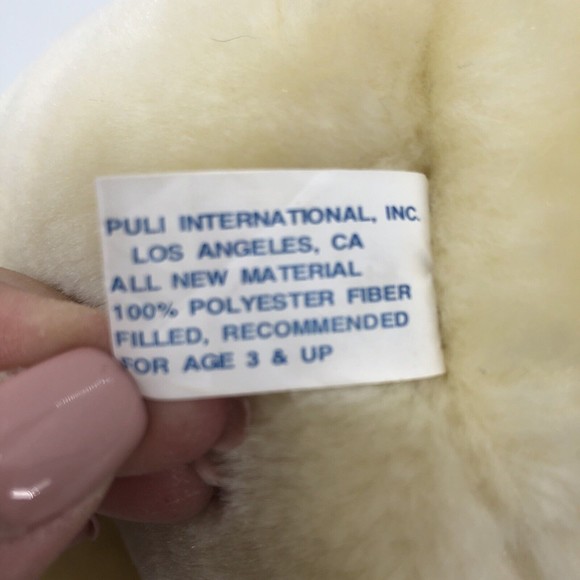 PULI INTERNATIONAL, INC.
LOS ANGELES, CA
ALL NEW MATERIAL
100% POLYESTER FIBER
FILLED, RECOMMENDED
FOR AGE 3 & UP